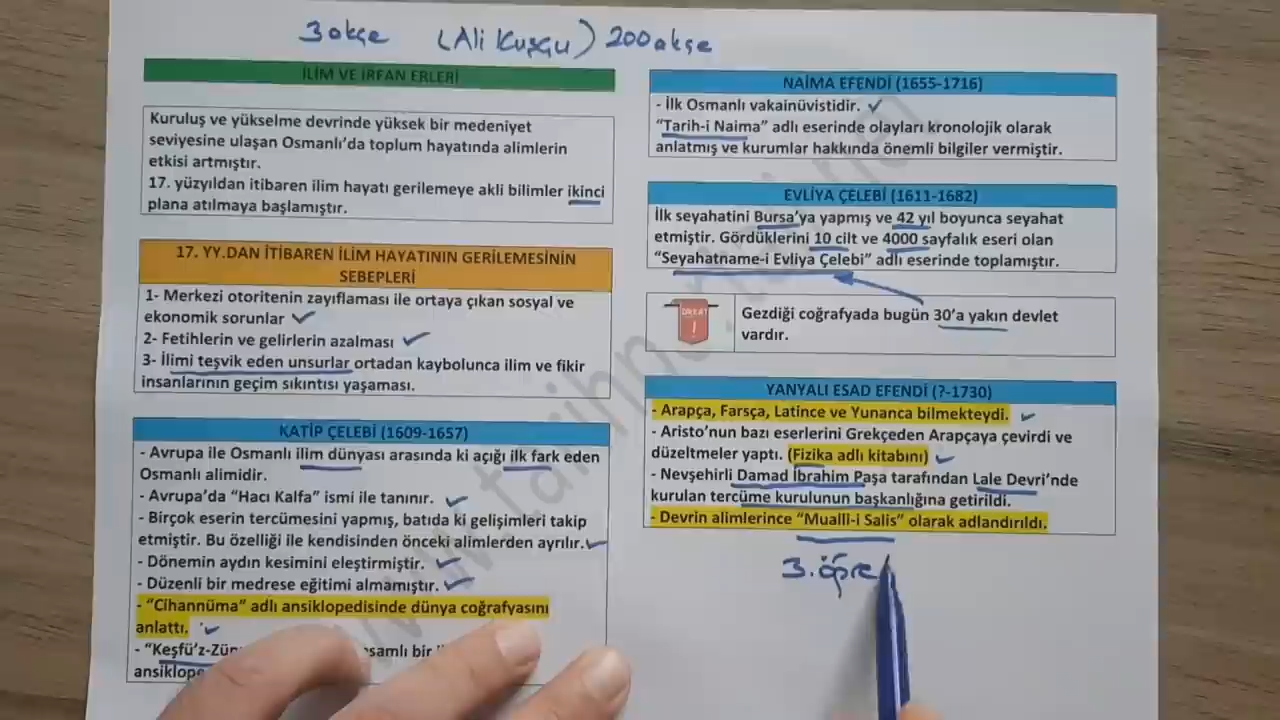 3 akçe (Ali Kuşçu) 200 akçe
İLİM VE İRFAN ERLERİ
Kuruluş ve yükselme devrinde yüksek bir medeniyet
seviyesine ulaşan Osmanlı'da toplum hayatında alimlerin
etkisi artmıştır.
17. yüzyıldan itibaren ilim hayatı gerilemeye akli bilimler ikinci
plana atılmaya başlamıştır.
17. YY.DAN İTİBAREN İLİM HAYATININ GERİLEMESİNİN
SEBEPLERİ
1- Merkezi otoritenin zayıflaması ile ortaya çıkan sosyal ve
ekonomik sorunlar
2- Fetihlerin ve gelirlerin azalması
3- İlimi teşvik eden unsurlar ortadan kaybolunca ilim ve fikir
insanlarının geçim sıkıntısı yaşaması.
KATİP ÇELEBİ (1609-1657)
- Avrupa ile Osmanlı ilim dünyası arasında ki açığı ilk fark eden
Osmanlı alimidir.
- Avrupa'da "Hacı Kalfa" ismi ile tanınır.
- Birçok eserin tercümesini yapmış, batıda ki gelişimleri takip
etmiştir. Bu özelliği ile kendisinden önceki alimlerden ayrılır.
- Dönemin aydın kesimini eleştirmiştir.
- Düzenli bir medrese eğitimi almamıştır.
- "Cihannüma" adlı ansiklopedisinde dünya coğrafyasını
anlattı.
- "Keşfü'z-Zün bir
ansiklope
NAİMA EFENDİ (1655-1716)
- İlk Osmanlı vakainüvistidir.
"Tarih-i Naima" adlı eserinde olayları kronolojik olarak
anlatmış ve kurumlar hakkında önemli bilgiler vermiştir.
EVLİYA ÇELEBİ (1611-1682)
İlk seyahatini Bursa'ya yapmış ve 42 yıl boyunca seyahat
etmiştir. Gördüklerini 10 cilt ve 4000 sayfalık eseri olan
"Seyahatname-i Evliya Çelebi" adlı eserinde toplamıştır.
DİKKAT !
Gezdiği coğrafyada bugün 30'a yakın devlet
vardır.
YANYALI ESAD EFENDİ (?-1730)
- Arapça, Farsça, Latince ve Yunanca bilmekteydi.
- Aristo'nun bazı eserlerini Grekçeden Arapçaya çevirdi ve
düzeltmeler yaptı. (Fizika adlı kitabını)
- Nevşehirli Damad İbrahim Paşa tarafından Lale Devri'nde
kurulan tercüme kurulunun başkanlığına getirildi.
- Devrin alimlerince "Mualli-i Salis" olarak adlandırıldı.
3. öğre